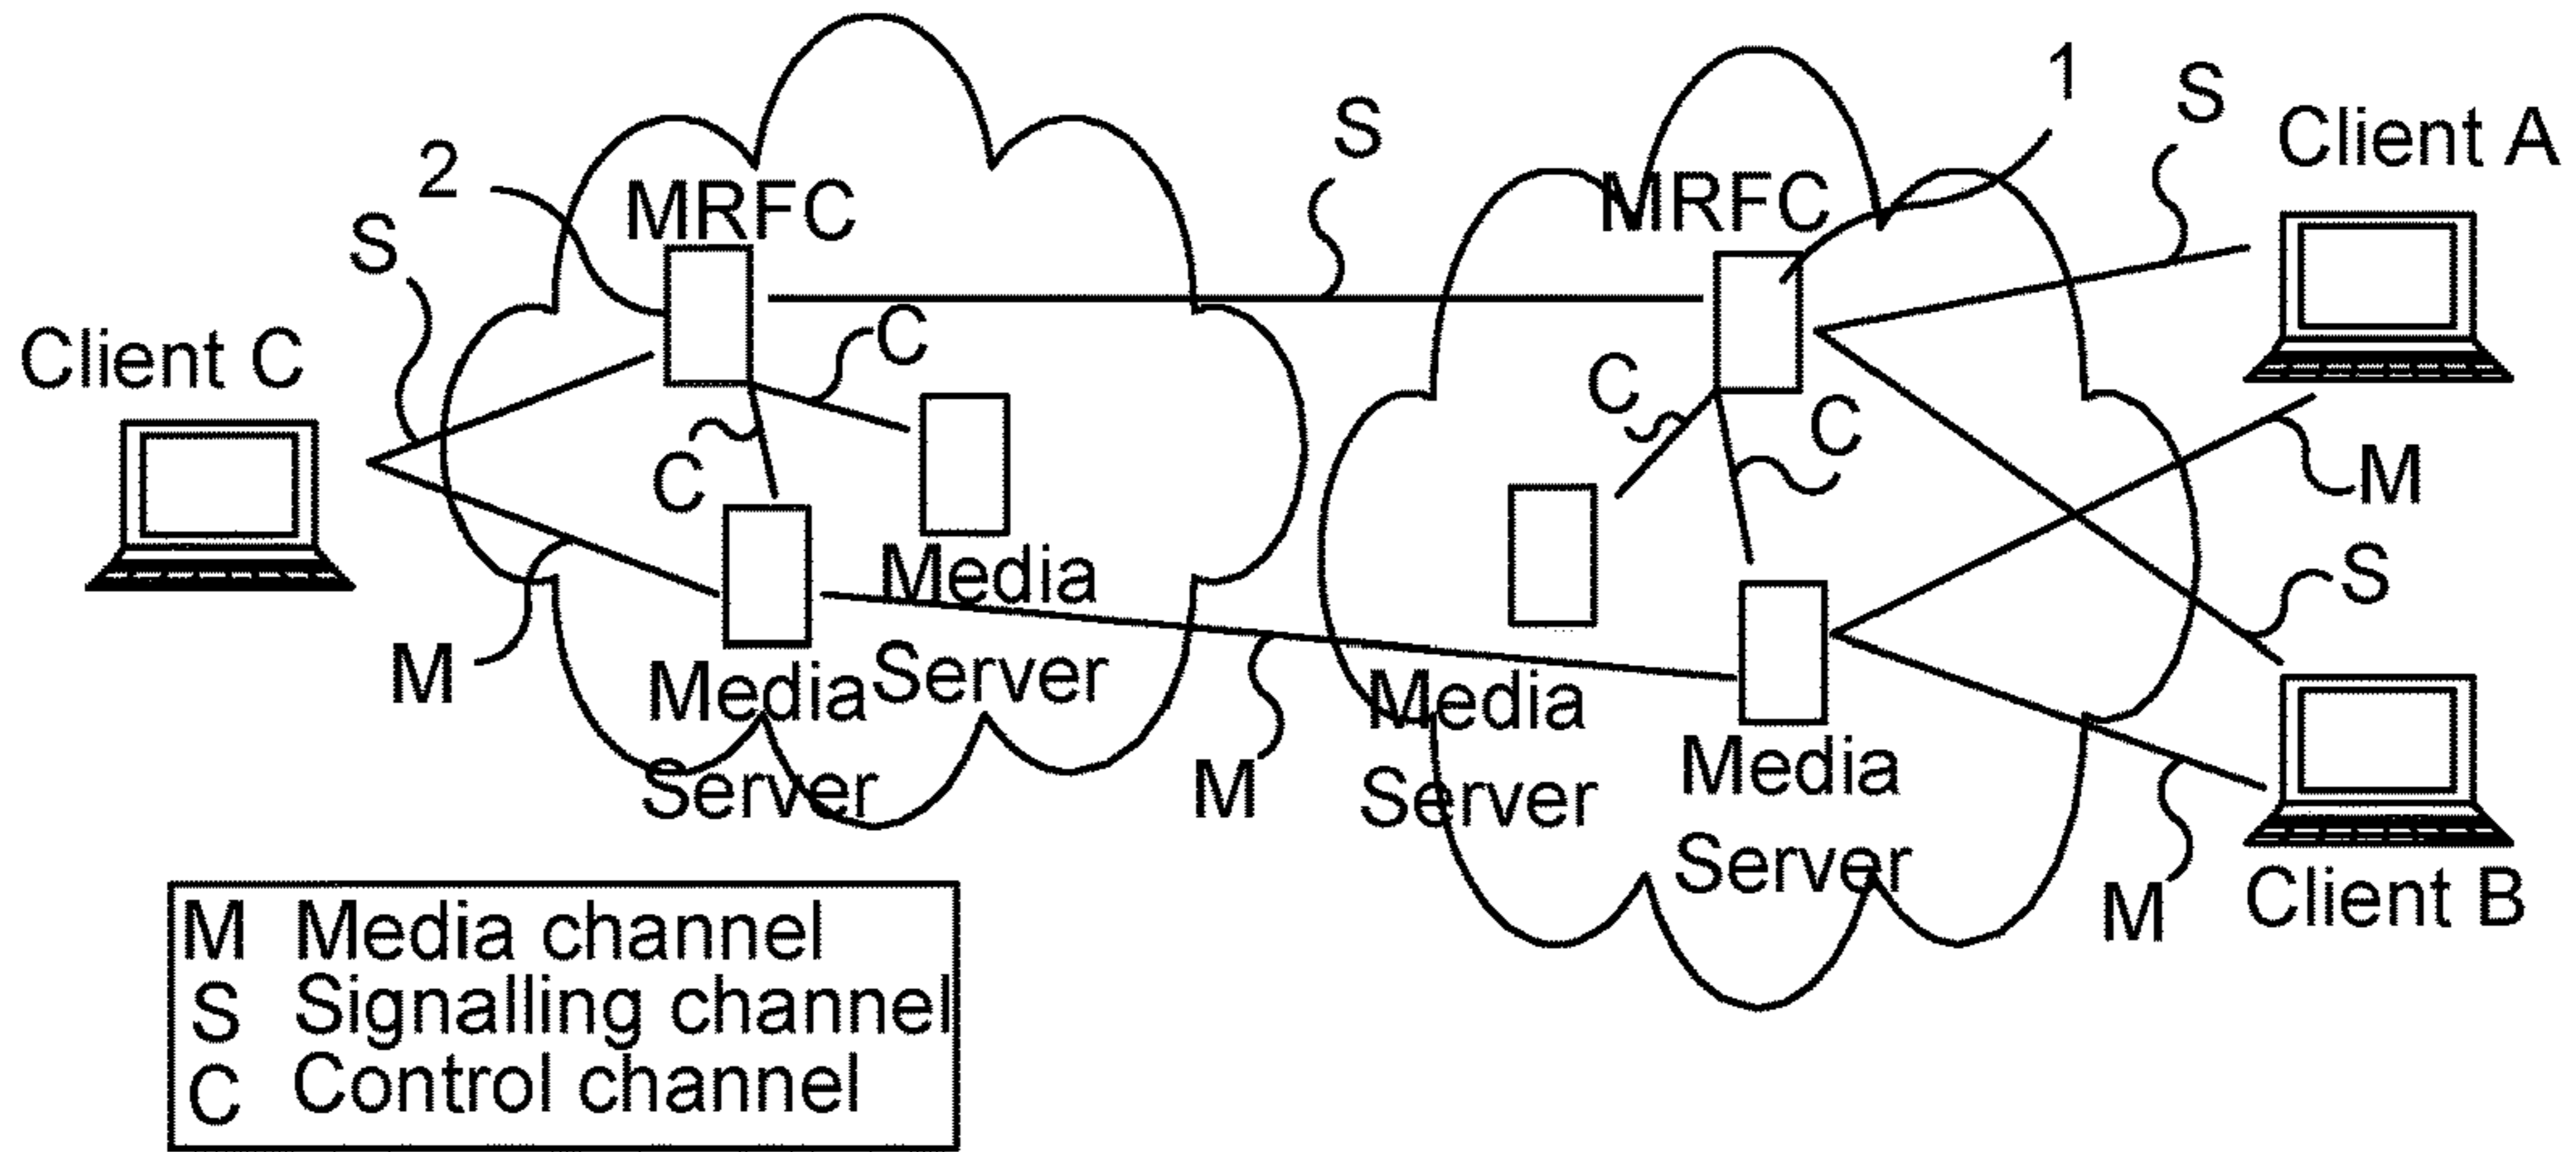 1
S
S
Client A
2
MRFC
MRFC
S
C
Client C
C
C
C
M
S
Media
Server
M
Media
Server
M
Media
Server
Media
Server
M
Client B
M Media channel
S Signalling channel
C Control channel